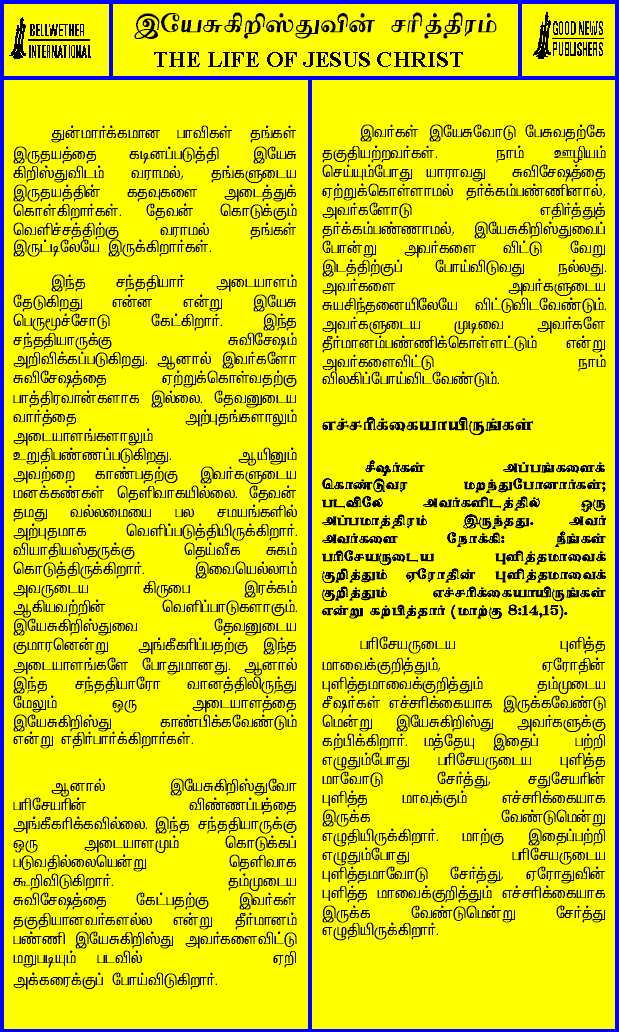 BELLWETHER
INTERNATIONAL
இயேசுகிறிஸ்துவின் சரித்திரம்
THE LIFE OF JESUS CHRIST
GOOD NEWS
PUBLISHERS
துன்மார்க்கமான பாவிகள் தங்கள்
இருதயத்தை கடினப்படுத்தி இயேசு
கிறிஸ்துவிடம் வராமல், தங்களுடைய
இருதயத்தின் கதவுகளை அடைத்துக்
கொள்கிறார்கள். தேவன் கொடுக்கும்
வெளிச்சத்திற்கு வராமல் தங்கள்
இருட்டிலேயே இருக்கிறார்கள்.
இந்த சந்ததியார் அடையாளம்
தேடுகிறது என்ன என்று இயேசு
பெருமூச்சோடு கேட்கிறார். இந்த
சந்ததியாருக்கு சுவிசேஷம்
அறிவிக்கப்படுகிறது. ஆனால் இவர்களோ
சுவிசேஷத்தை ஏற்றுக்கொள்வதற்கு
பாத்திரவான்களாக இல்லை. தேவனுடைய
வார்த்தை அற்புதங்களாலும்
அடையாளங்களாலும்
உறுதிபண்ணப்படுகிறது. ஆயினும்
அவற்றை காண்பதற்கு இவர்களுடைய
மனக்கண்கள் தெளிவாகயில்லை. தேவன்
தமது வல்லமையை பல சமயங்களில்
அற்புதமாக வெளிப்படுத்தியிருக்கிறார்.
வியாதியஸ்தருக்கு தெய்வீக சுகம்
கொடுத்திருக்கிறார். இவையெல்லாம்
அவருடைய கிருபை இரக்கம்
ஆகியவற்றின் வெளிப்பாடுகளாகும்.
இயேசுகிறிஸ்துவை தேவனுடைய
குமாரனென்று அங்கீகரிப்பதற்கு இந்த
அடையாளங்களே போதுமானது. ஆனால்
இந்த சந்ததியாரோ வானத்திலிருந்து
மேலும் ஒரு அடையாளத்தை
இயேசுகிறிஸ்து காண்பிக்கவேண்டும்
என்று எதிர்பார்க்கிறார்கள்.
ஆனால் இயேசுகிறிஸ்துவோ
பரிசேயரின் விண்ணப்பத்தை
அங்கீகரிக்கவில்லை. இந்த சந்ததியாருக்கு
ஒரு அடையாளமும் கொடுக்கப்
படுவதில்லையென்று தெளிவாக
கூறிவிடுகிறார். தம்முடைய
சுவிசேஷத்தை கேட்பதற்கு இவர்கள்
தகுதியானவர்களல்ல என்று தீர்மானம்
பண்ணி இயேசுகிறிஸ்து அவர்களைவிட்டு
மறுபடியும் படவில் ஏறி
அக்கரைக்குப் போய்விடுகிறார்.
இவர்கள் இயேசுவோடு பேசுவதற்கே
தகுதியற்றவர்கள். நாம் ஊழியம்
செய்யும்போது யாராவது சுவிசேஷத்தை
ஏற்றுக்கொள்ளாமல் தர்க்கம்பண்ணினால்,
அவர்களோடு எதிர்த்துத்
தர்க்கம்பண்ணாமல், இயேசுகிறிஸ்துவைப்
போன்று அவர்களை விட்டு வேறு
இடத்திற்குப் போய்விடுவது நல்லது.
அவர்களை அவர்களுடைய
சுயசிந்தனையிலேயே விட்டுவிடவேண்டும்.
அவர்களுடைய முடிவை அவர்களே
தீர்மானம்பண்ணிக்கொள்ளட்டும் என்று
அவர்களைவிட்டு நாம்
விலகிப்போய்விடவேண்டும்.
எச்சரிக்கையாயிருங்கள்
சீஷர்கள் அப்பங்களைக்
கொண்டுவர மறந்துபோனார்கள்;
படவிலே அவர்களிடத்தில் ஒரு
அப்பமாத்திரம் இருந்தது. அவர்
அவர்களை நோக்கி: நீங்கள்
பரிசேயருடைய புளித்தமாவைக்
குறித்தும் ஏரோதின் புளித்தமாவைக்
குறித்தும் எச்சரிக்கையாயிருங்கள்
என்று கற்பித்தார் (மாற்கு 8:14,15).
பரிசேயருடைய புளித்த
மாவைக்குறித்தும், ஏரோதின்
புளித்தமாவைக்குறித்தும் தம்முடைய
சீஷர்கள் எச்சரிக்கையாக இருக்கவேண்டு
மென்று இயேசுகிறிஸ்து அவர்களுக்கு
கற்பிக்கிறார். மத்தேயு இதைப் பற்றி
எழுதும்போது பரிசேயருடைய புளித்த
மாவோடு சேர்த்து, சதுசேயரின்
புளித்த மாவுக்கும் எச்சரிக்கையாக
இருக்க வேண்டுமென்று
எழுதியிருக்கிறார். மாற்கு இதைப்பற்றி
எழுதும்போது பரிசேயருடைய
புளித்தமாவோடு சேர்த்து, ஏரோதுவின்
புளித்த மாவைக்குறித்தும் எச்சரிக்கையாக
இருக்க வேண்டுமென்று சேர்த்து
எழுதியிருக்கிறார்.